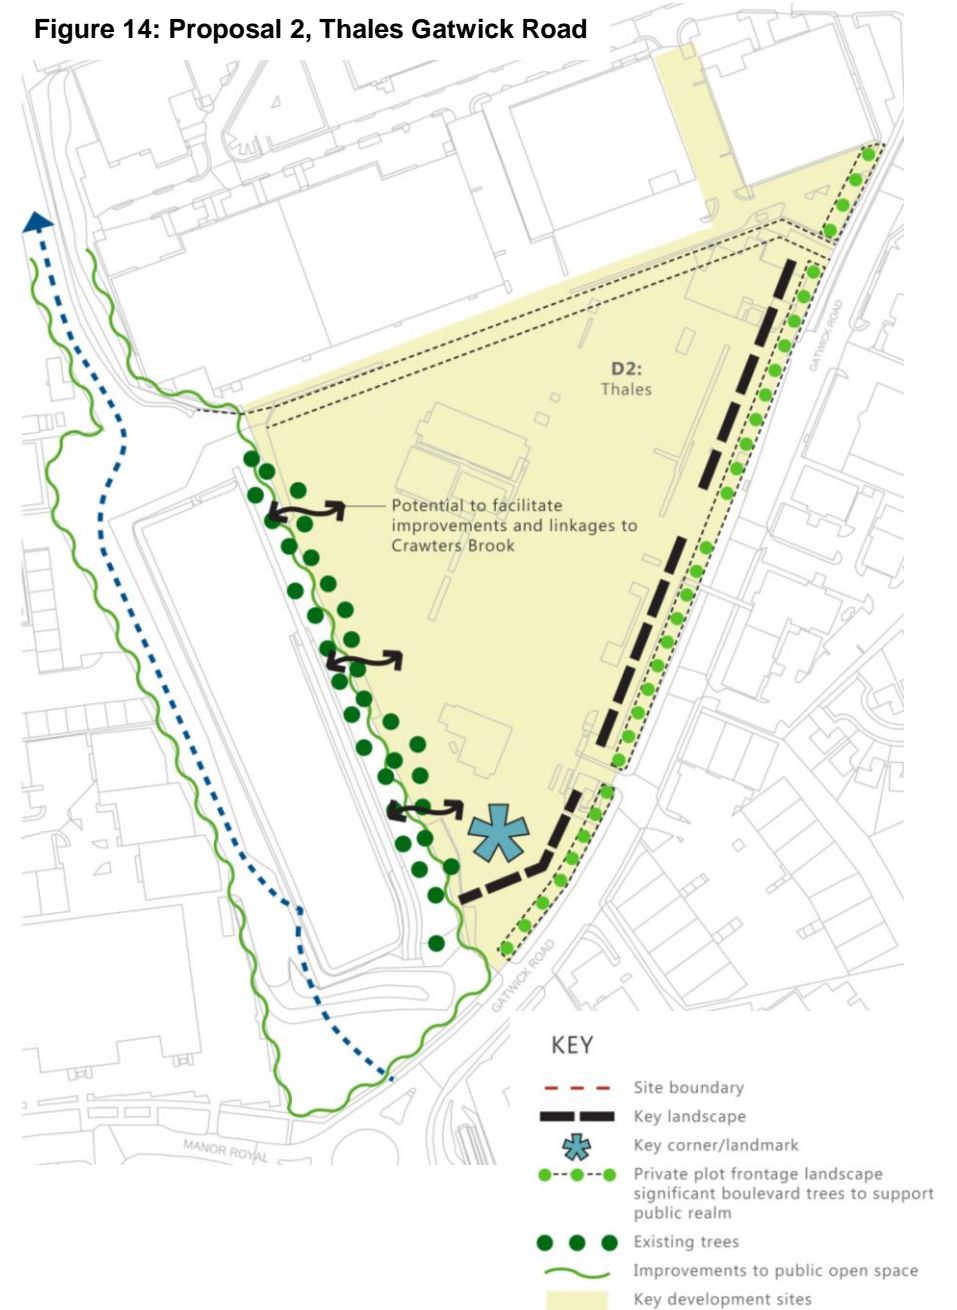 Figure 14: Proposal 2, Thales Gatwick Road
GATWICK ROAD
D2:
Thales
Potential to facilitate
improvements and linkages to
Crawters Brook
GATWICK ROAD
MANOR ROYAL
KEY
Site boundary
Key landscape
Key corner/landmark
Private plot frontage landscape
significant boulevard trees to support
public realm
Existing trees
Improvements to public open space
Key development sites